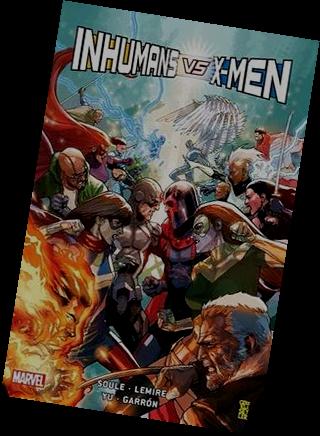 INHUMANS VS X-MEN
MARVEL
SOULE · LEMIRE
YU · GARRÓN